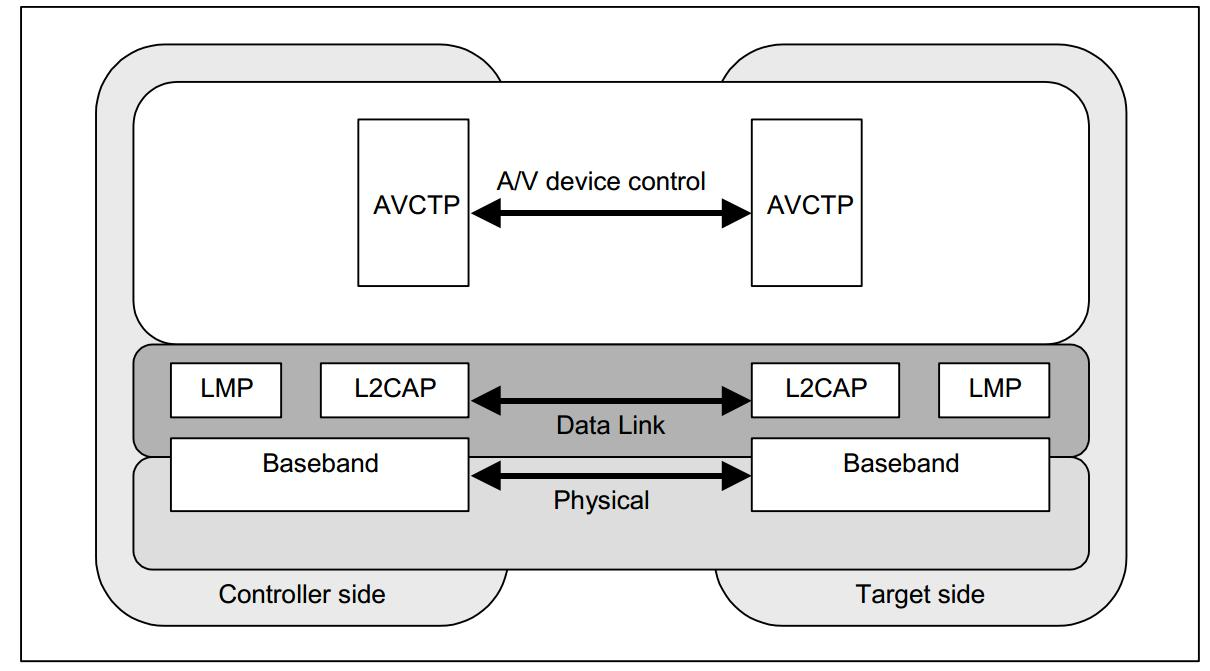 A/V device control
AVCTP
AVCTP
LMP
L2CAP
L2CAP
LMP
Data Link
Baseband
Baseband
Physical
Controller side
Target side